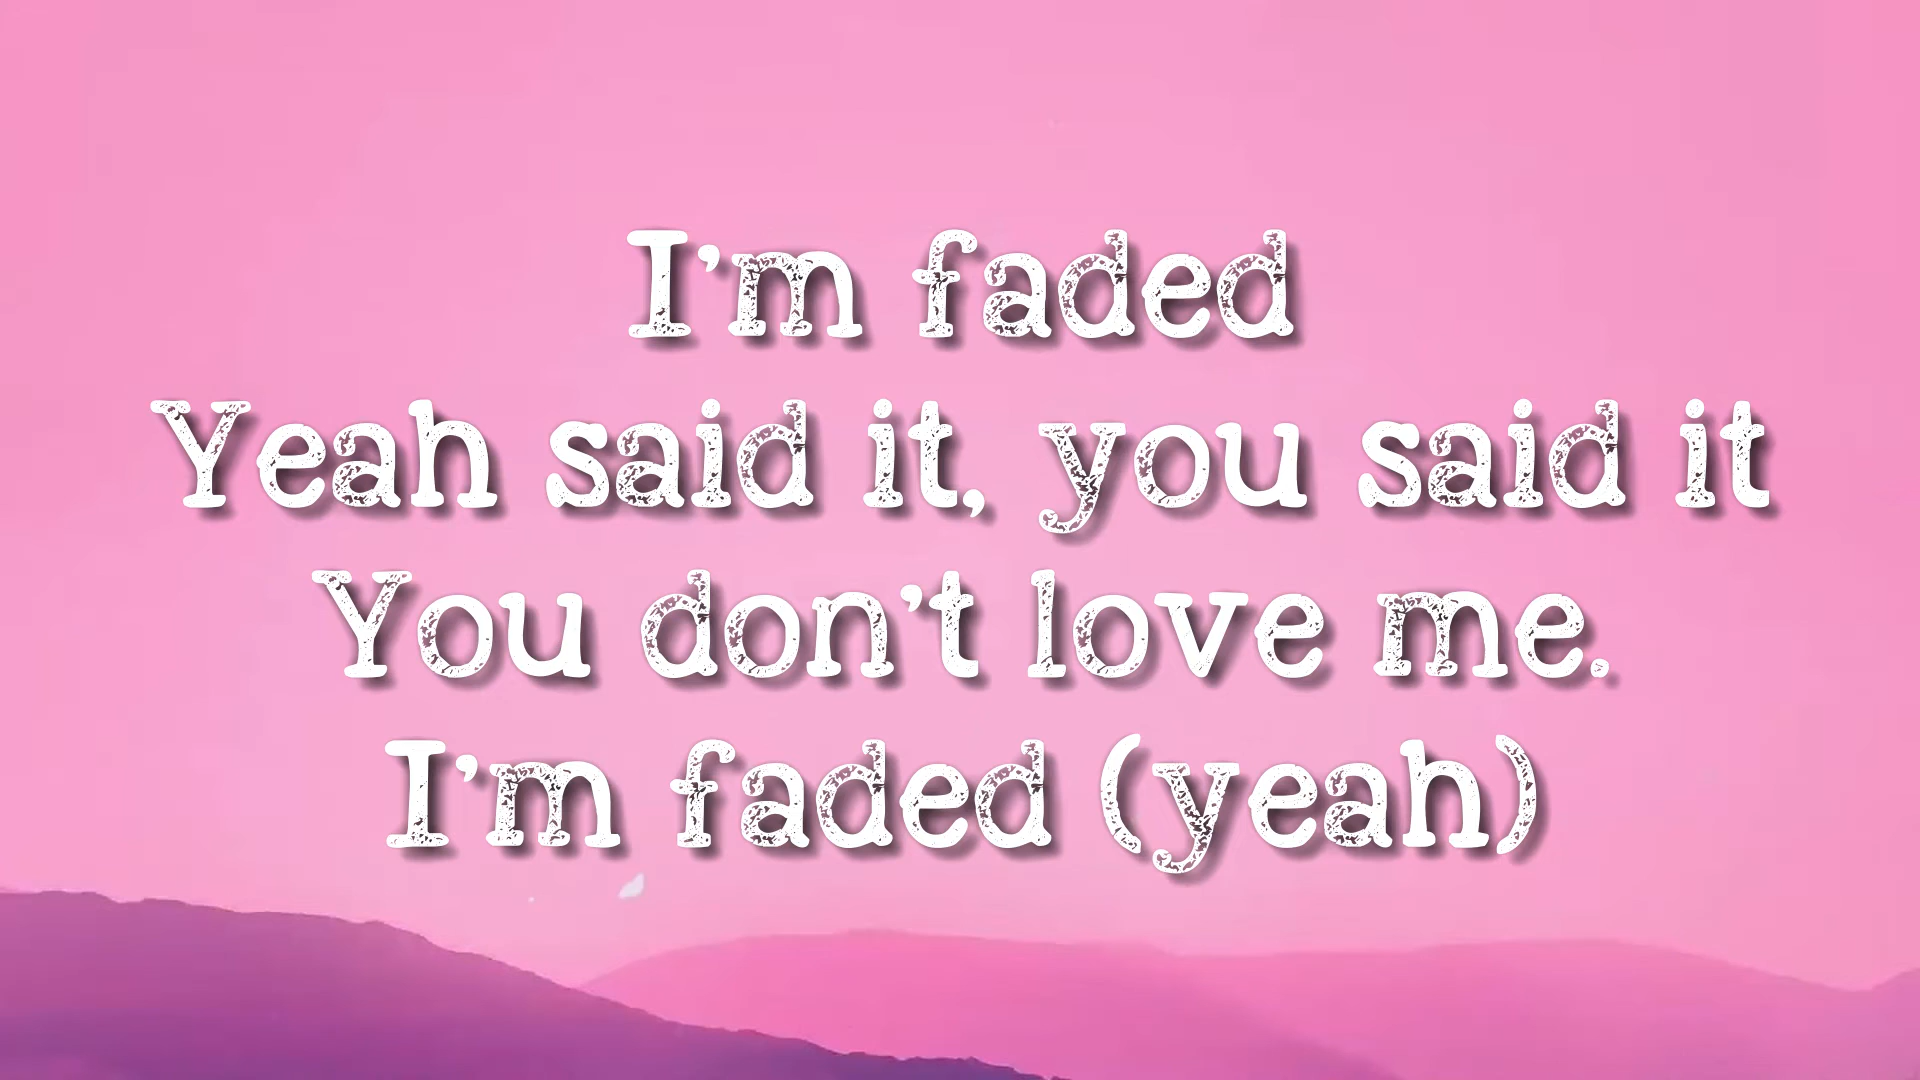 I'm faded
Yeah said it, you said it
You don't love me.
I'm faded (yeah)